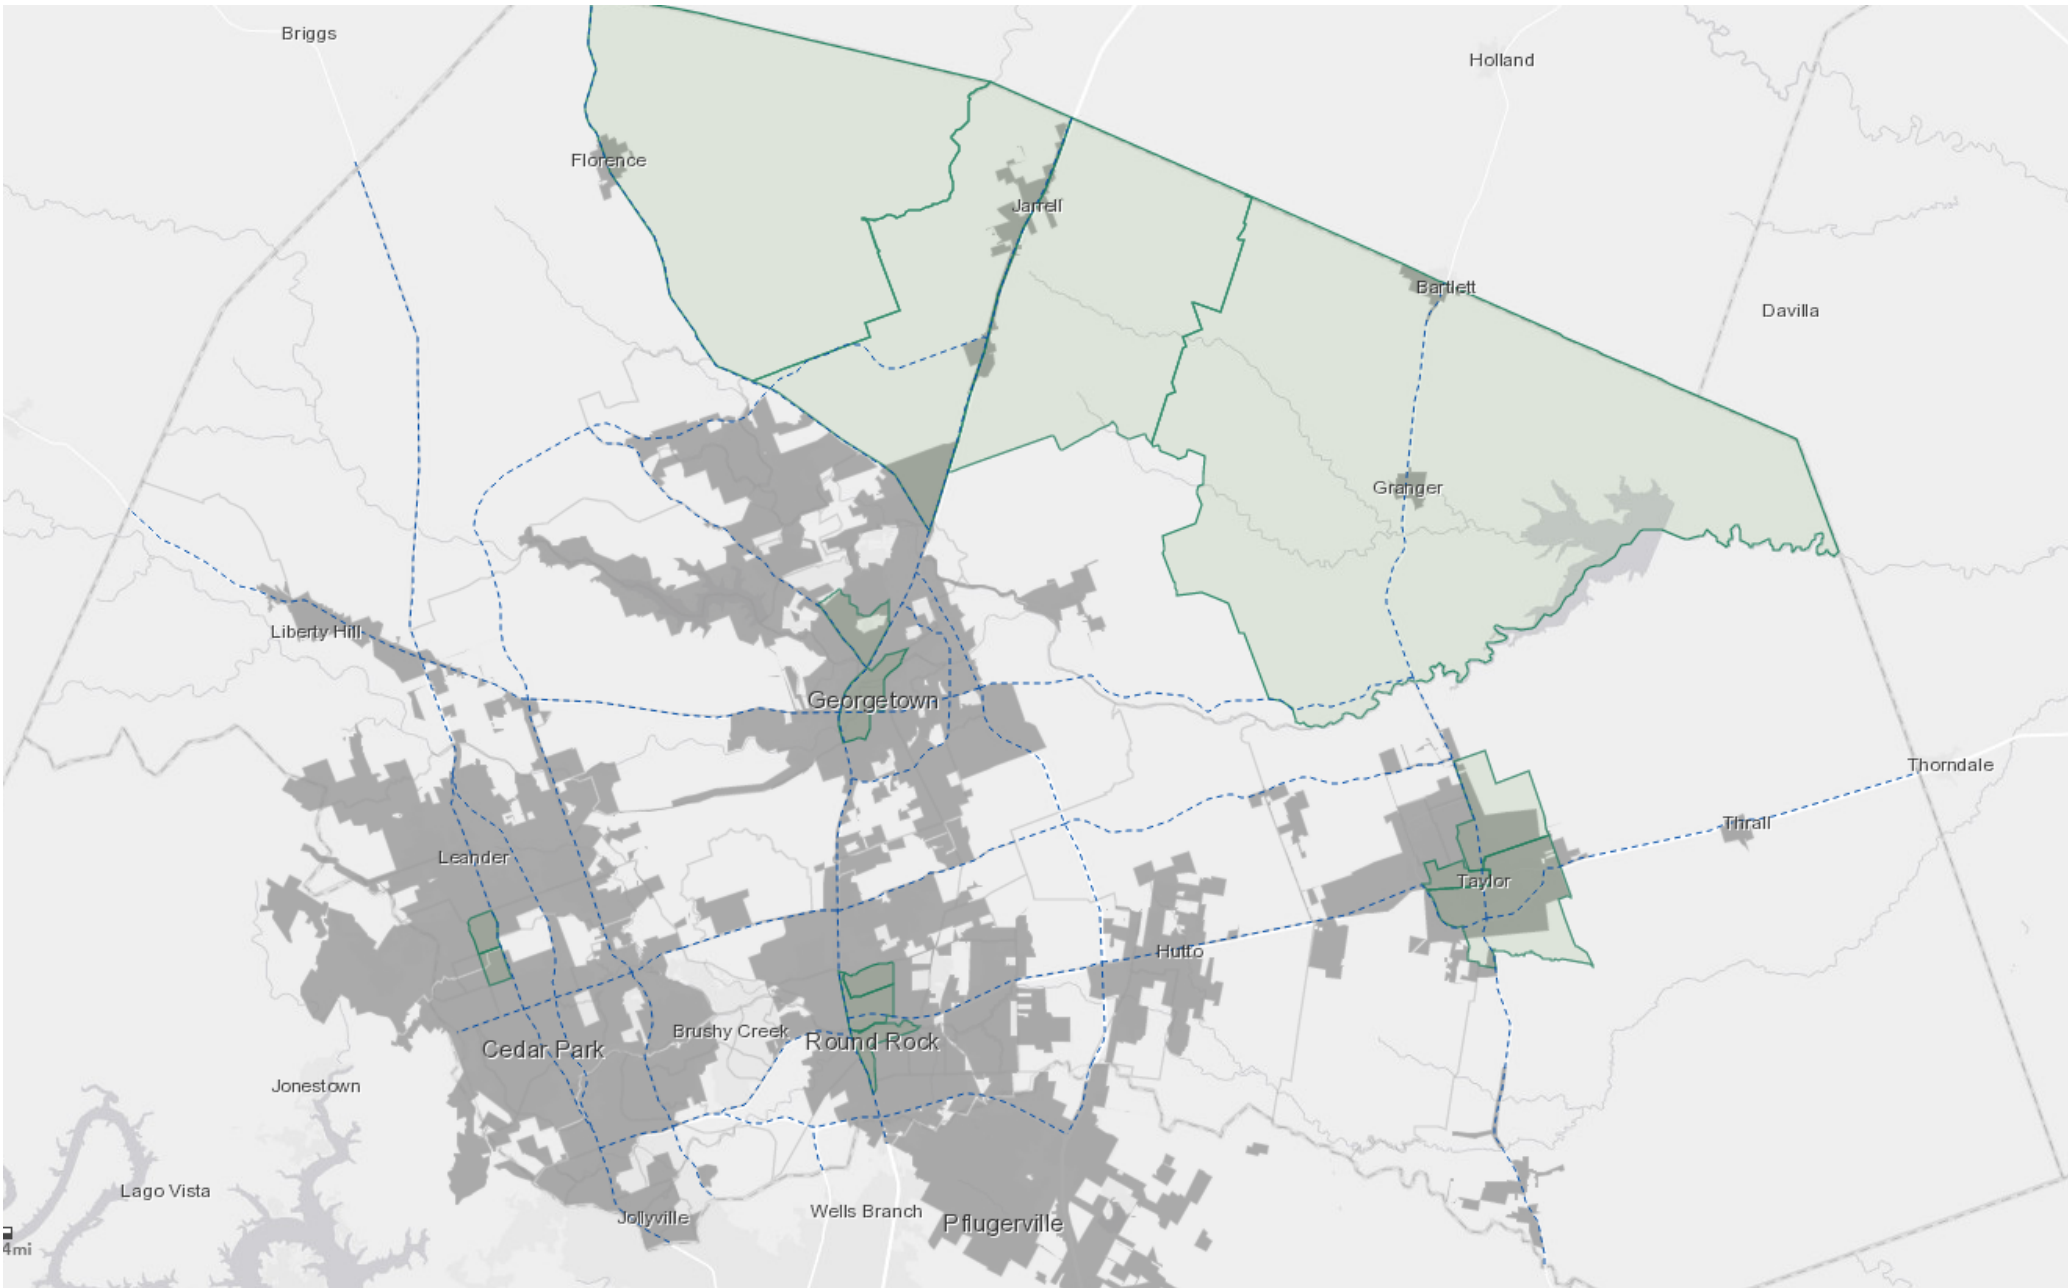 Briggs
Holland
Florence
Jarrell
Bartlett
Davilla
Granger
Liberty Hill
Georgetown
Thorndale
Thrall
Leander
Taylor
Hutto
Brushy Creek
Round Rock
Cedar Park
Jonestown
Lago Vista
Wells Branch
Jollyville
Pflugerville
4mi